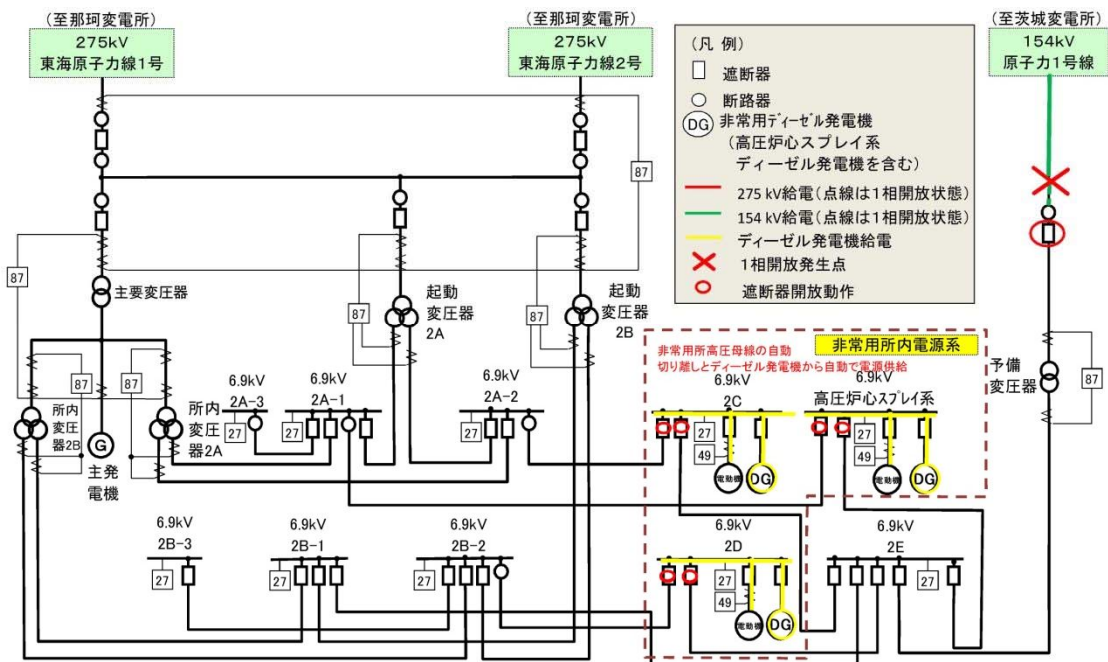 (至那珂変電所)
275kV
東海原子力線1号
(至那珂変電所)
275kV
東海原子力線2号
(至茨城変電所)
154kV
原子力1号線
(凡 例)
遮断器
断路器
DG
非常用ディーゼル発電機
(高圧炉心スプレイ系
ディーゼル発電機を含む)
275 kV給電(点線は1相開放状態)
154 kV給電(点線は1相開放状態)
ディーゼル発電機給電
1相開放発生点
遮断器開放動作
87
87
主要変圧器
87
起動
変圧器
2A
87
起動
変圧器
2B
87
87
所内
変圧
器2B
G
主発
電機
所内
変圧
器2A
6.9kV
2A-3
27
6.9kV
2A-1
27
6.9kV
2A-2
27
非常用所高圧母線の自動
切り離しとディーゼル発電機から自動で電源供給
非常用所内電源系
6.9kV
2C
27
49
電動機
DG
6.9kV
高圧炉心スプレイ系
27
49
電動機
DG
予備
変圧器
87
6.9kV
2B-3
27
6.9kV
2B-1
27
6.9kV
2B-2
27
6.9kV
2D
27
49
電動機
DG
6.9kV
2E
27